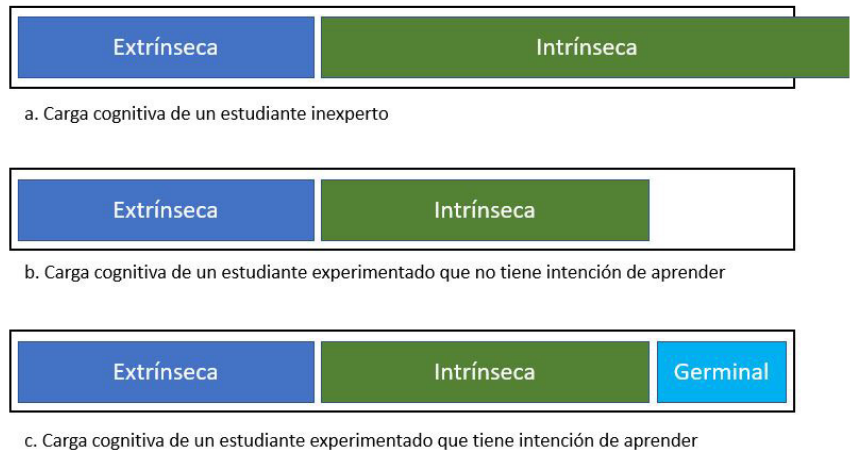 Extrínseca Intrínseca
a. Carga cognitiva de un estudiante inexperto
Extrínseca Intrínseca
b. Carga cognitiva de un estudiante experimentado que no tiene intención de aprender
Extrínseca Intrínseca Germinal
c. Carga cognitiva de un estudiante experimentado que tiene intención de aprender